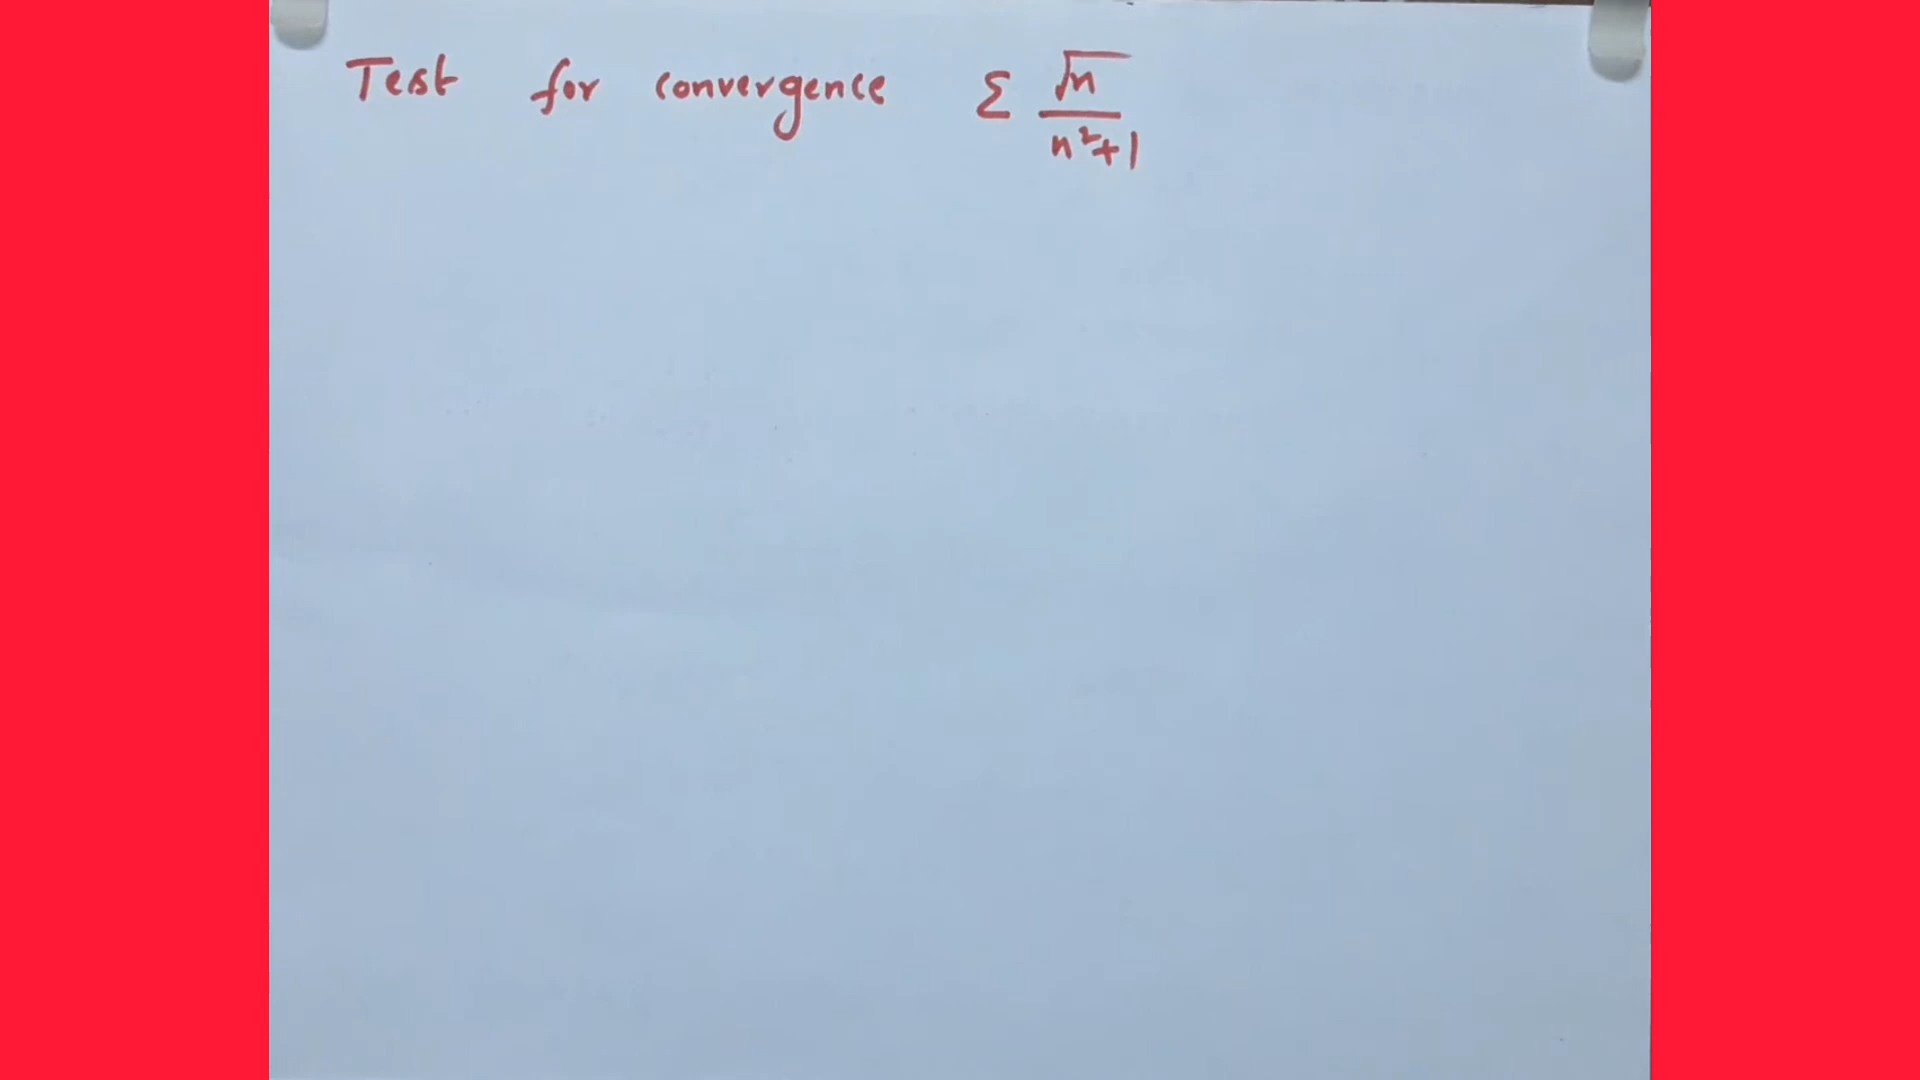 Test for convergence Σ √n / n²+1